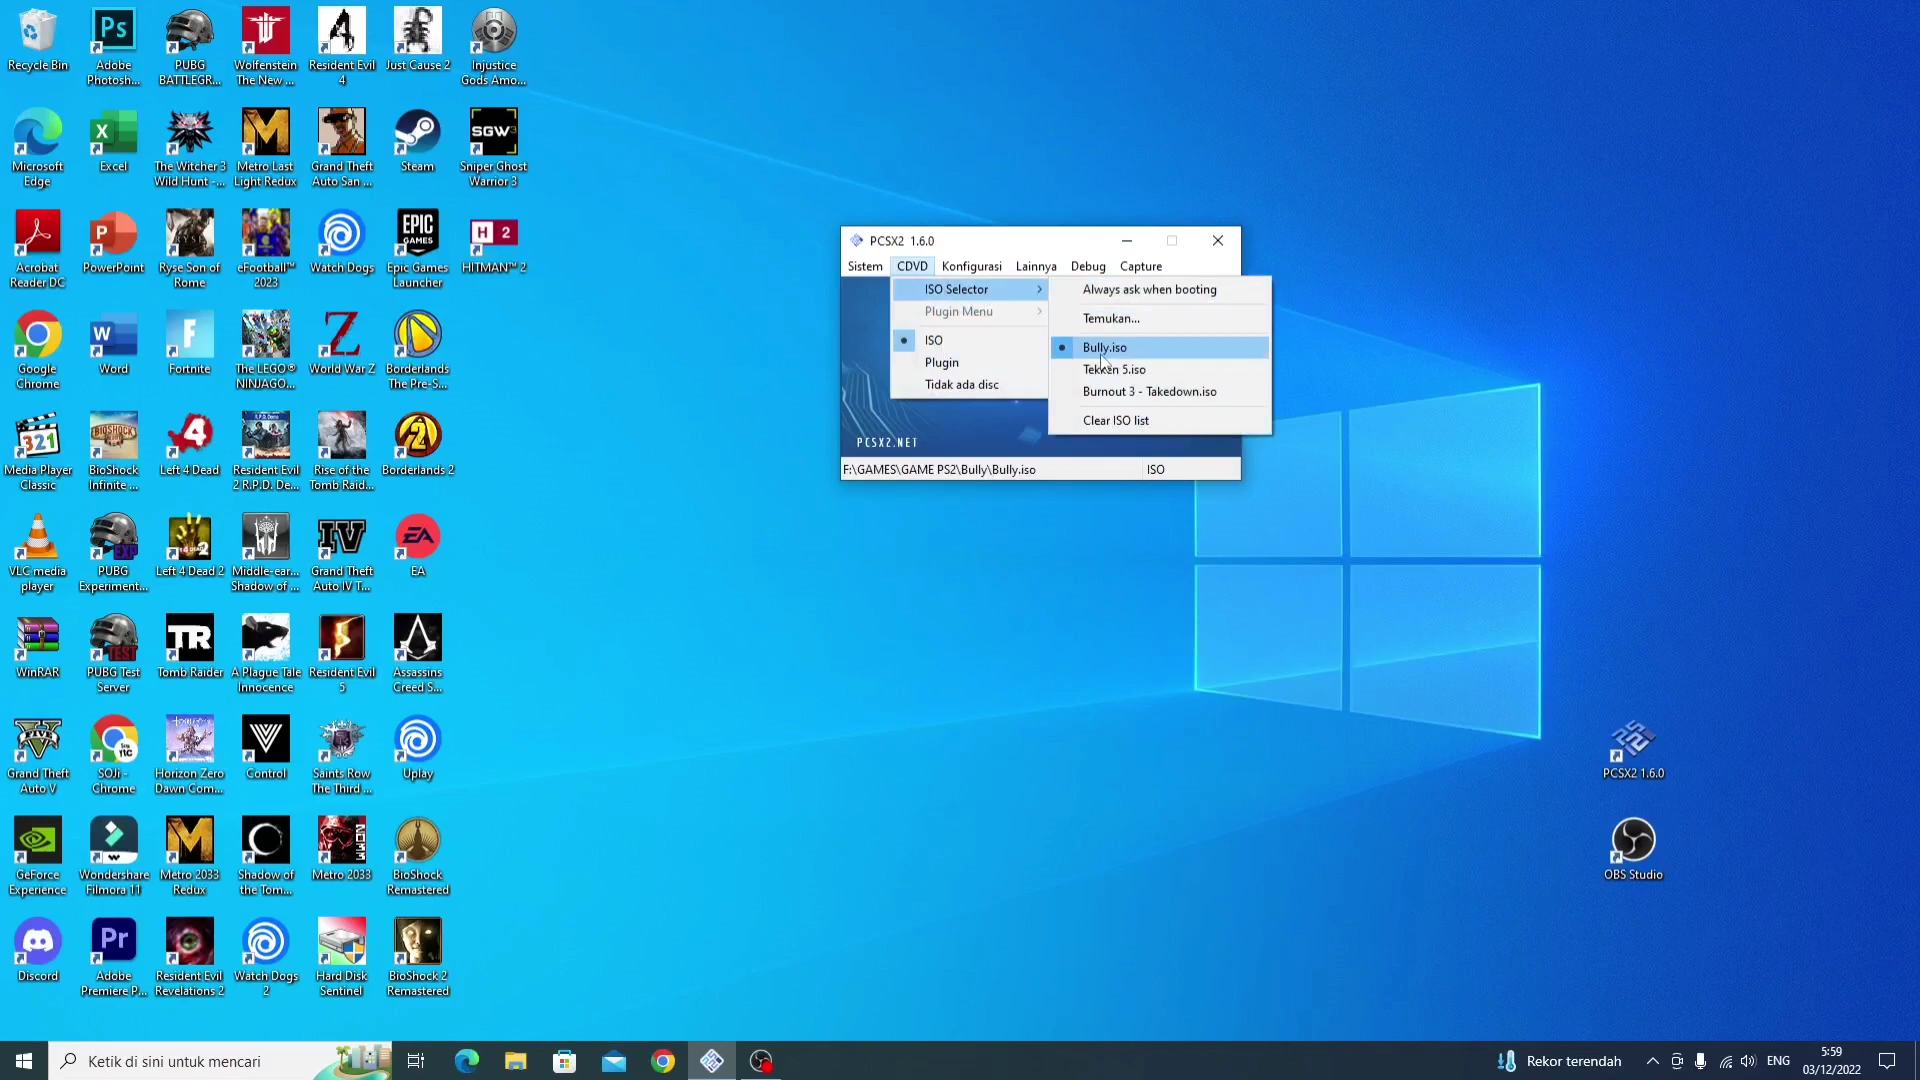 Recycle Bin
Adobe
Photosh...
PUBG
BATTLEGR...
Wolfenstein
The New ...
Resident Evil
4
Just Cause 2
Injustice
Gods Amo...
Microsoft
Edge
Excel
The Witcher 3
Wild Hunt -...
Metro Last
Light Redux
Grand Theft
Auto San ...
Steam
SGW3
Sniper Ghost
Warrior 3
Acrobat
Reader DC
PowerPoint
Ryse Son of
Rome
eFootball™
2023
Watch Dogs
EPIC
GAMES
Epic Games
Launcher
H 2
HITMAN™ 2
Google
Chrome
Word
Fortnite
The LEGO®
NINJAGO...
World War Z
Borderlands
The Pre-S...
Media Player
Classic
BioShock
Infinite ...
Left 4 Dead
Resident Evil
2 R.P.D. De...
Rise of the
Tomb Raid...
Borderlands 2
VLC media
player
PUBG
Experiment...
Left 4 Dead 2
Middle-ear...
Shadow of ...
Grand Theft
Auto IV T...
EA
WinRAR
PUBG Test
Server
Tomb Raider
A Plague Tale
Innocence
Resident Evil
5
Assassins
Creed S...
Grand Theft
Auto V
SOJi -
Chrome
Horizon Zero
Dawn Com...
Control
Saints Row
The Third ...
Uplay
GeForce
Experience
Wondershare
Filmora 11
Metro 2033
Redux
Shadow of
the Tom...
Metro 2033
BioShock
Remastered
Discord
Adobe
Premiere P...
Resident Evil
Revelations 2
Watch Dogs
2
Hard Disk
Sentinel
BioShock 2
Remastered
PCSX2 1.6.0
Sistem CDVD Konfigurasi Lainnya Debug Capture
ISO Selector
Plugin Menu
ISO
Plugin
Tidak ada disc
Always ask when booting
Temukan...
Bully.iso
Tekken 5.iso
Burnout 3 - Takedown.iso
Clear ISO list
PCSX2.NET
F:\GAMES\GAME PS2\Bully\Bully.iso ISO
PCSX2 1.6.0
OBS Studio
Ketik di sini untuk mencari
Rekor terendah
ENG
5:59
03/12/2022